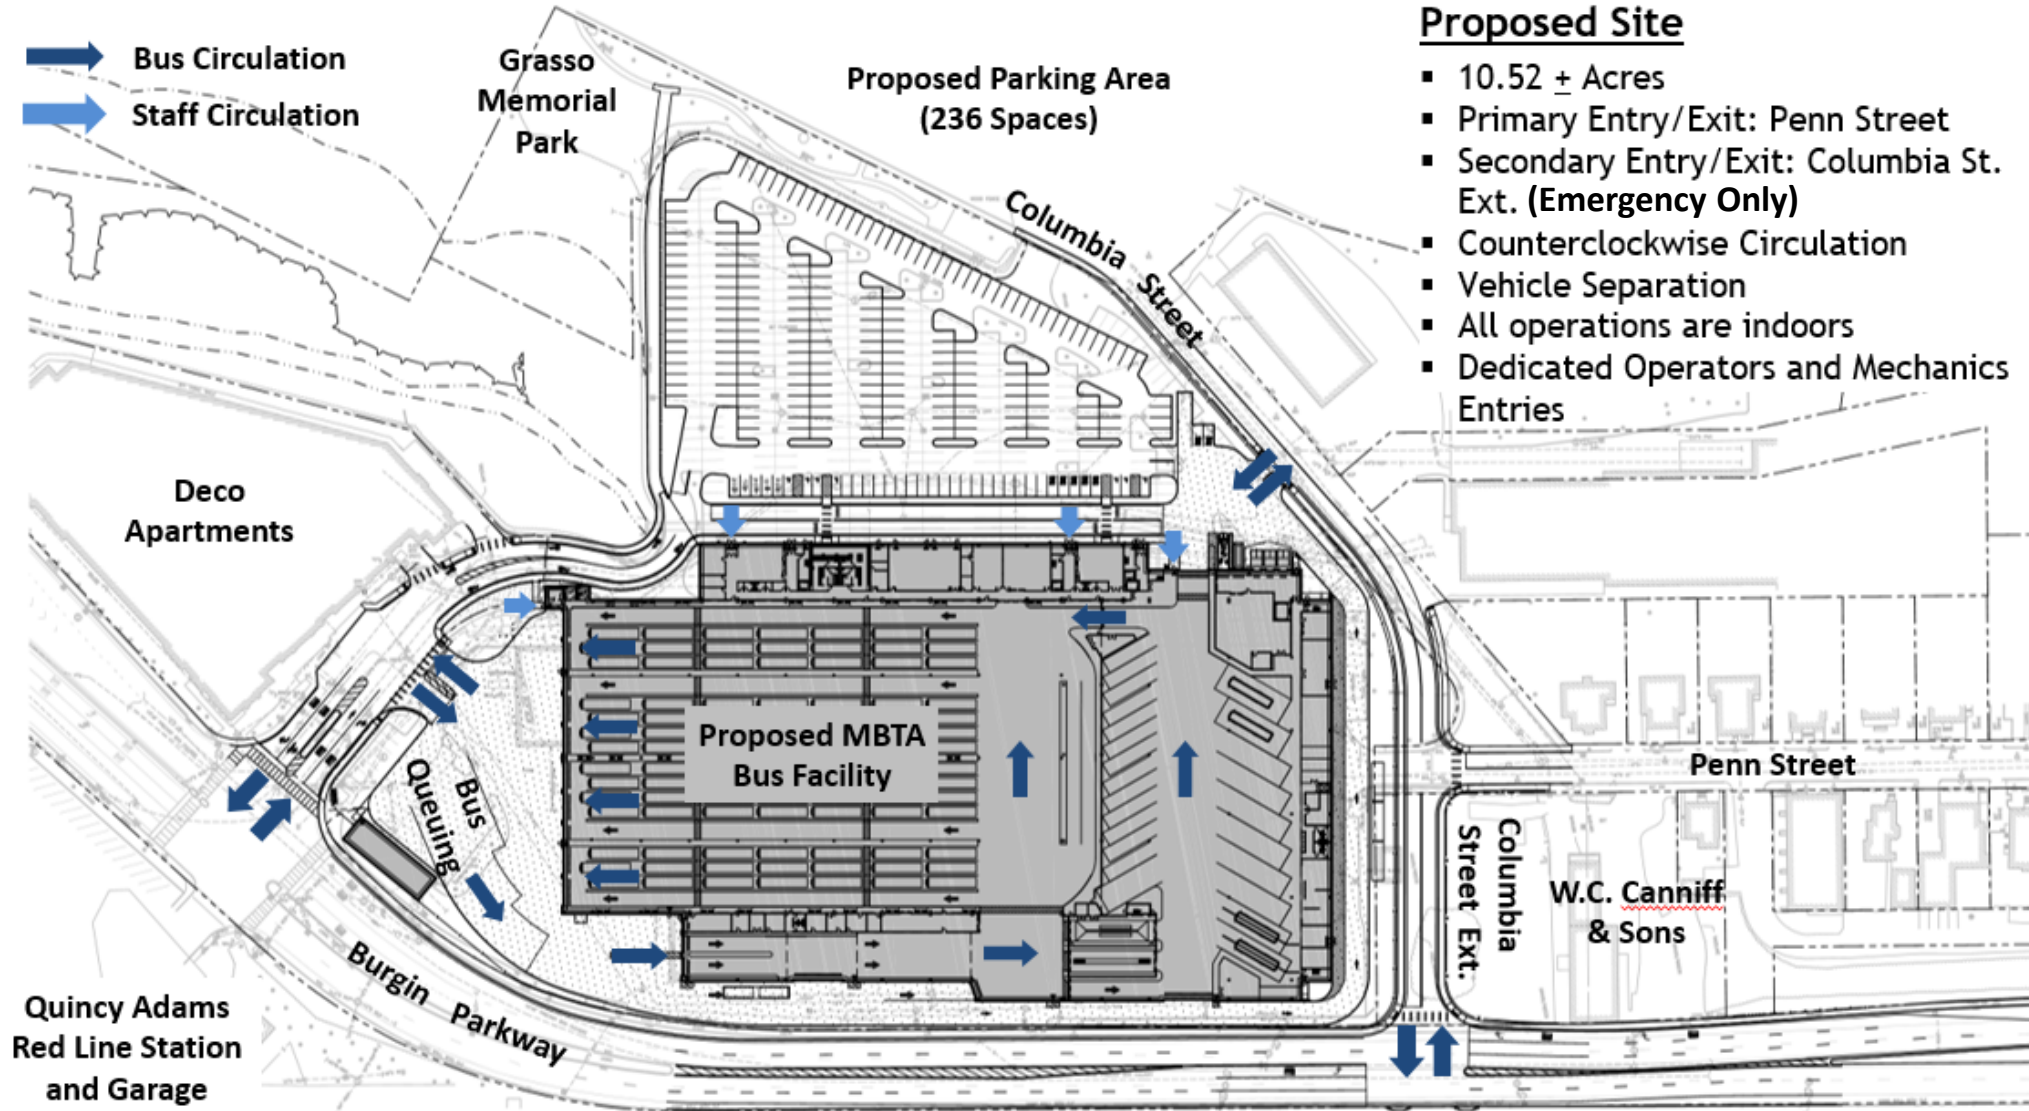 Bus Circulation
Staff Circulation
Grasso
Memorial
Park
Proposed Parking Area
(236 Spaces)
Proposed Site
▪ 10.52 ± Acres
▪ Primary Entry/Exit: Penn Street
▪ Secondary Entry/Exit: Columbia St.
Ext. (Emergency Only)
▪ Counterclockwise Circulation
▪ Vehicle Separation
▪ All operations are indoors
▪ Dedicated Operators and Mechanics
Entries
Columbia Street
Deco
Apartments
Proposed MBTA
Bus Facility
Bus
Queuing
Penn Street
Columbia
Street Ext.
W.C. Canniff
& Sons
Burgin Parkway
Quincy Adams
Red Line Station
and Garage